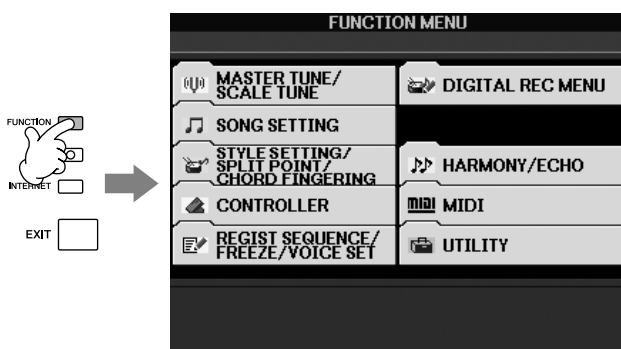 FUNCTION MENU
MASTER TUNE/
SCALE TUNE
DIGITAL REC MENU
SONG SETTING
STYLE SETTING/
SPLIT POINT/
CHORD FINGERING
HARMONY/ECHO
CONTROLLER
MIDI MIDI
REGIST SEQUENCE/
FREEZE/VOICE SET
UTILITY
FUNCTION
INTERNET
EXIT